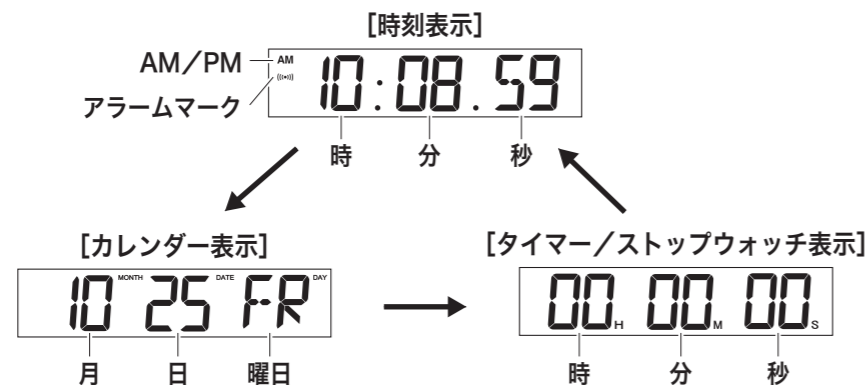 [時刻表示]
AM/PM
アラームマーク
AM
10:08.59
時 分 秒
[カレンダー表示]
10 MONTH 25 DATE FR DAY
月 日 曜日
[タイマー/ストップウォッチ表示]
00 H 00 M 00 S
時 分 秒